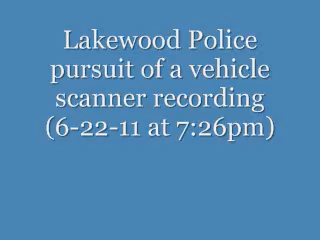 Lakewood Police
pursuit of a vehicle
scanner recording
(6-22-11 at 7:26pm)